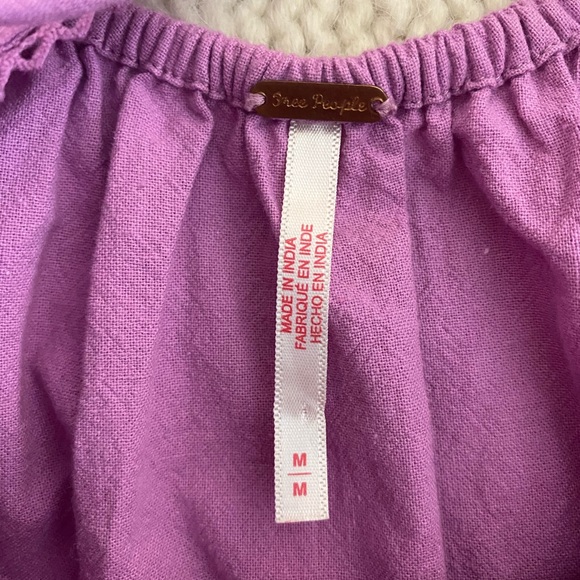 Free People
MADE IN INDIA
FABRIQUÉ EN INDE
HECHO EN INDIA
M
M